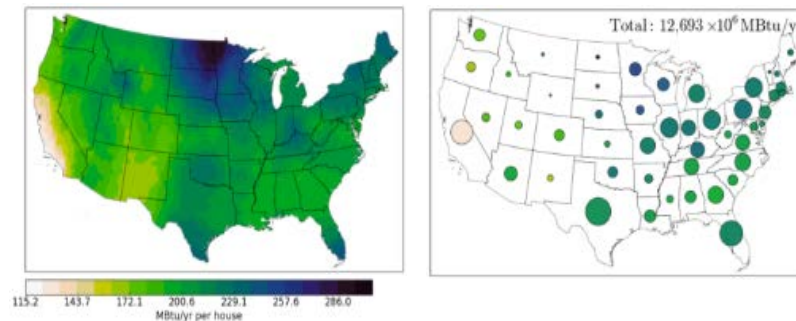 Total: 12,693 ×10⁶ MBtu/y
115.2 143.7 172.1 200.6 229.1 257.6 286.0
MBtu/yr per house